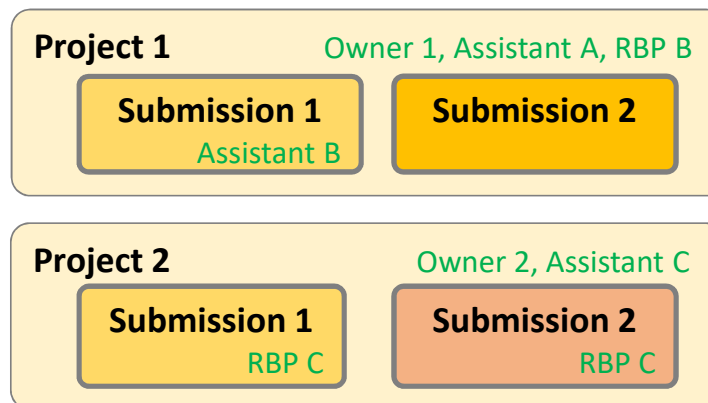 Project 1 Owner 1, Assistant A, RBP B
Submission 1 Submission 2
Assistant B
Project 2 Owner 2, Assistant C
Submission 1 Submission 2
RBP C RBP C